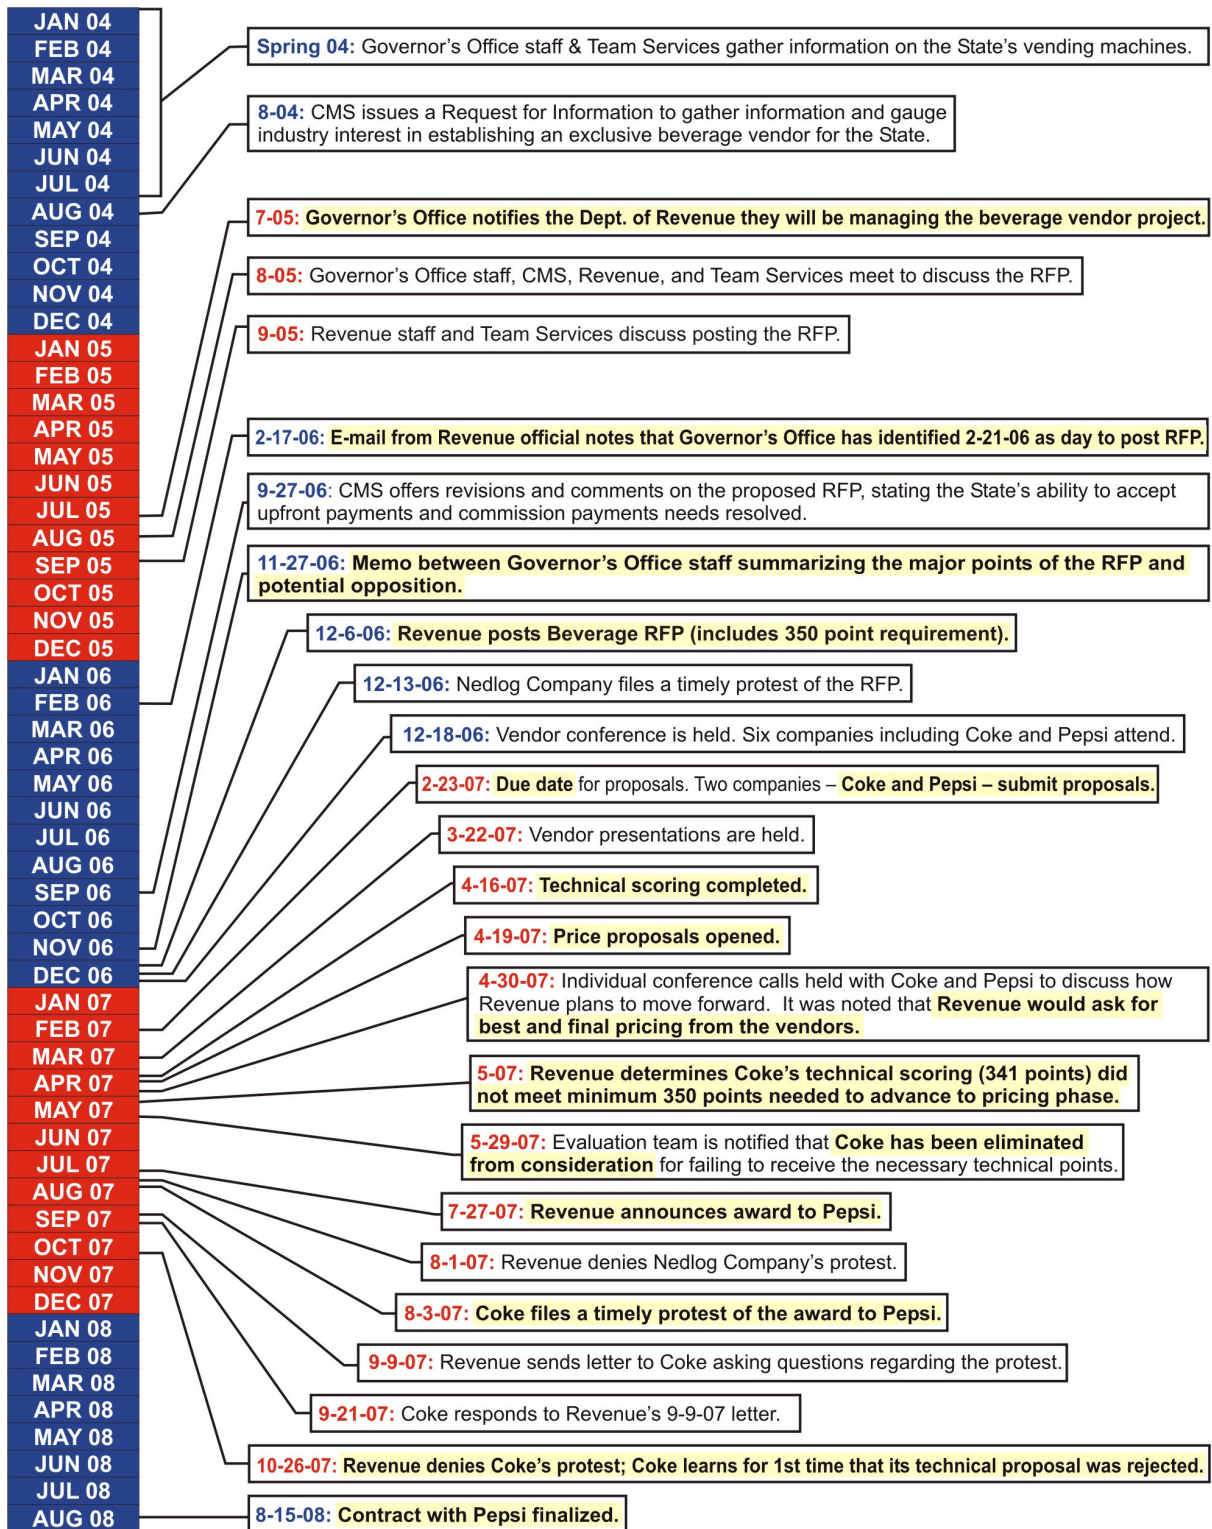 JAN 04
FEB 04
MAR 04
APR 04
MAY 04
JUN 04
JUL 04
AUG 04
SEP 04
OCT 04
NOV 04
DEC 04
JAN 05
FEB 05
MAR 05
APR 05
MAY 05
JUN 05
JUL 05
AUG 05
SEP 05
OCT 05
NOV 05
DEC 05
JAN 06
FEB 06
MAR 06
APR 06
MAY 06
JUN 06
JUL 06
AUG 06
SEP 06
OCT 06
NOV 06
DEC 06
JAN 07
FEB 07
MAR 07
APR 07
MAY 07
JUN 07
JUL 07
AUG 07
SEP 07
OCT 07
NOV 07
DEC 07
JAN 08
FEB 08
MAR 08
APR 08
MAY 08
JUN 08
JUL 08
AUG 08
Spring 04: Governor's Office staff & Team Services gather information on the State's vending machines.
8-04: CMS issues a Request for Information to gather information and gauge
industry interest in establishing an exclusive beverage vendor for the State.
7-05: Governor's Office notifies the Dept. of Revenue they will be managing the beverage vendor project.
8-05: Governor's Office staff, CMS, Revenue, and Team Services meet to discuss the RFP.
9-05: Revenue staff and Team Services discuss posting the RFP.
2-17-06: E-mail from Revenue official notes that Governor's Office has identified 2-21-06 as day to post RFP.
9-27-06: CMS offers revisions and comments on the proposed RFP, stating the State's ability to accept
upfront payments and commission payments needs resolved.
11-27-06: Memo between Governor's Office staff summarizing the major points of the RFP and
potential opposition.
12-6-06: Revenue posts Beverage RFP (includes 350 point requirement).
12-13-06: Nedlog Company files a timely protest of the RFP.
12-18-06: Vendor conference is held. Six companies including Coke and Pepsi attend.
2-23-07: Due date for proposals. Two companies – Coke and Pepsi – submit proposals.
3-22-07: Vendor presentations are held.
4-16-07: Technical scoring completed.
4-19-07: Price proposals opened.
4-30-07: Individual conference calls held with Coke and Pepsi to discuss how
Revenue plans to move forward. It was noted that Revenue would ask for
best and final pricing from the vendors.
5-07: Revenue determines Coke's technical scoring (341 points) did
not meet minimum 350 points needed to advance to pricing phase.
5-29-07: Evaluation team is notified that Coke has been eliminated
from consideration for failing to receive the necessary technical points.
7-27-07: Revenue announces award to Pepsi.
8-1-07: Revenue denies Nedlog Company's protest.
8-3-07: Coke files a timely protest of the award to Pepsi.
9-9-07: Revenue sends letter to Coke asking questions regarding the protest.
9-21-07: Coke responds to Revenue's 9-9-07 letter.
10-26-07: Revenue denies Coke's protest; Coke learns for 1st time that its technical proposal was rejected.
8-15-08: Contract with Pepsi finalized.